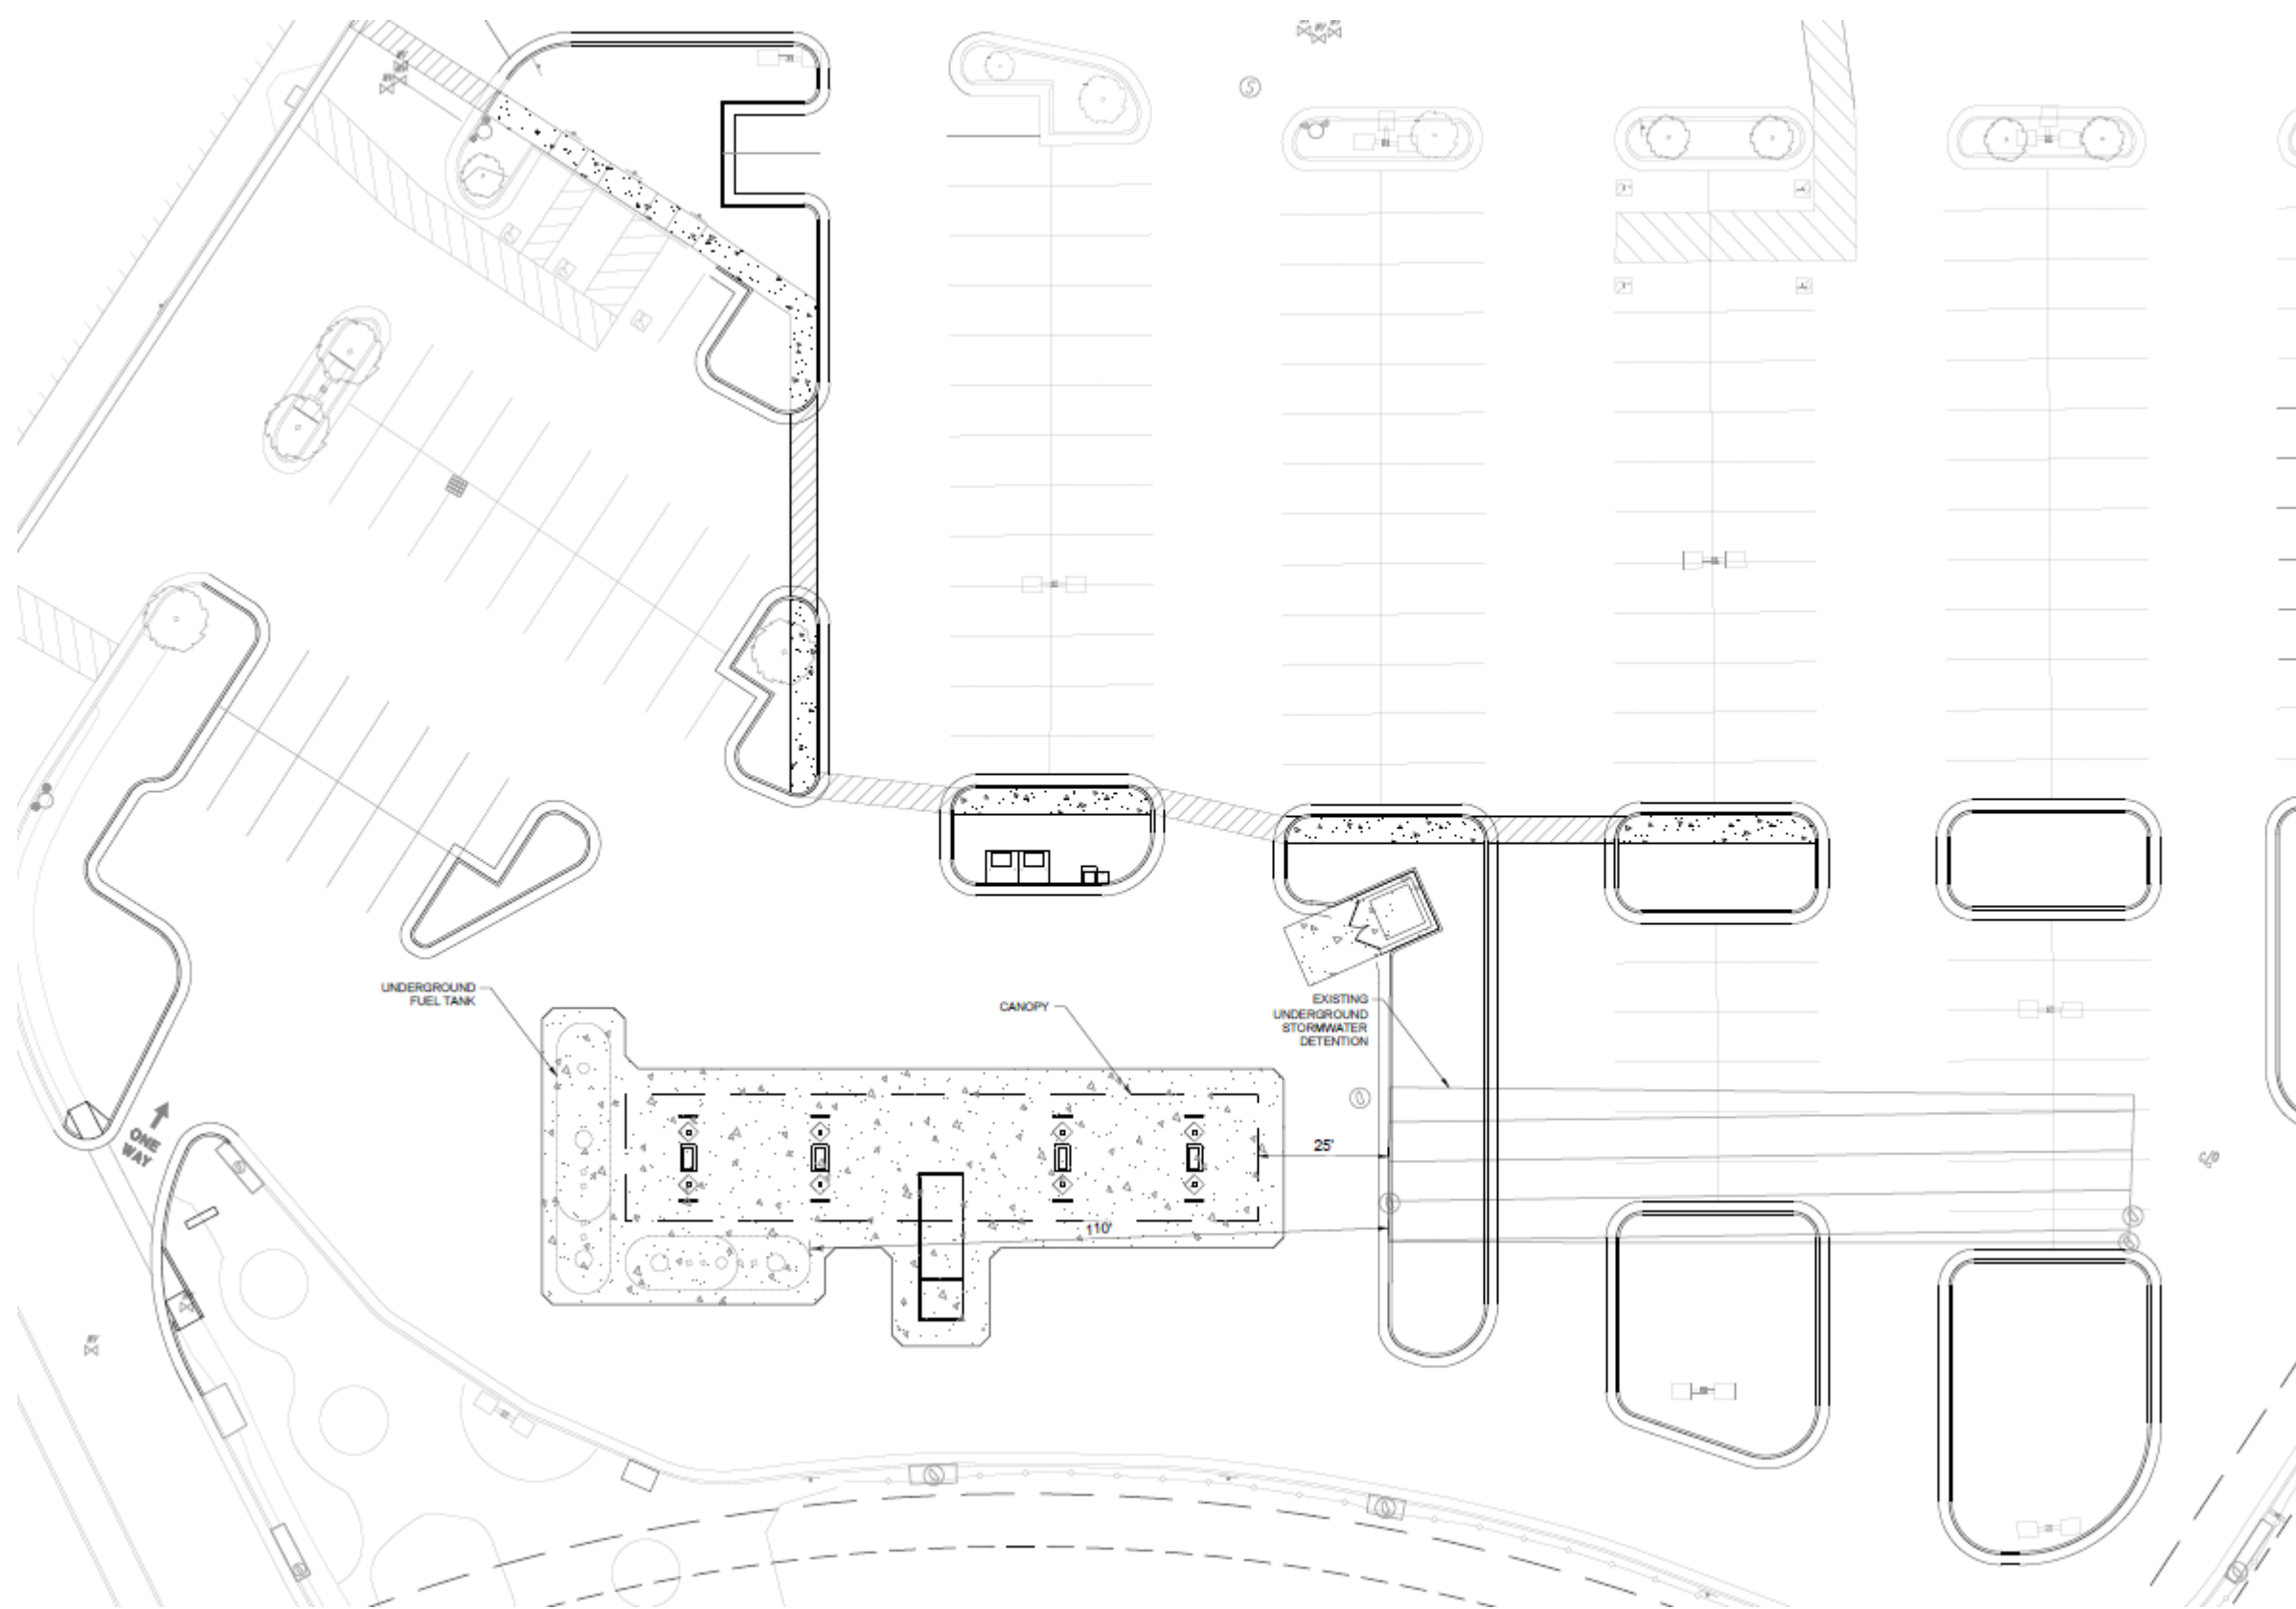 UNDERGROUND
FUEL TANK
CANOPY
EXISTING
UNDERGROUND
STORMWATER
DETENTION
ONE
WAY
25'
110'
S
C/O